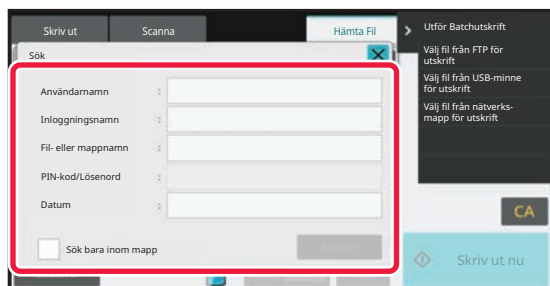 Skriv ut
Scanna
Hämta Fil
Sök
Användarnamn :
Inloggningsnamn :
Fil- eller mappnamn :
PIN-kod/Lösenord :
Datum :
Sök bara inom mapp
Utför Batchutskrift
Välj fil från FTP för
utskrift
Välj fil från USB-minne
för utskrift
Välj fil från nätverks-
mapp för utskrift
CA
Skriv ut nu